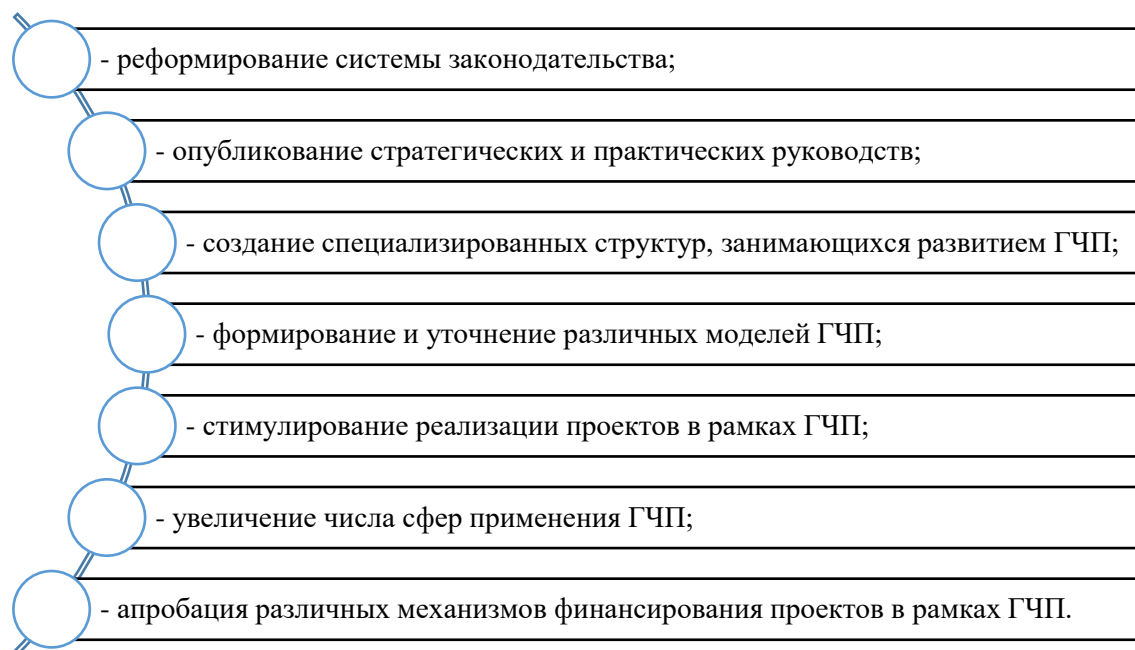 - реформирование системы законодательства;
- опубликование стратегических и практических руководств;
- создание специализированных структур, занимающихся развитием ГЧП;
- формирование и уточнение различных моделей ГЧП;
- стимулирование реализации проектов в рамках ГЧП;
- увеличение числа сфер применения ГЧП;
- апробация различных механизмов финансирования проектов в рамках ГЧП.